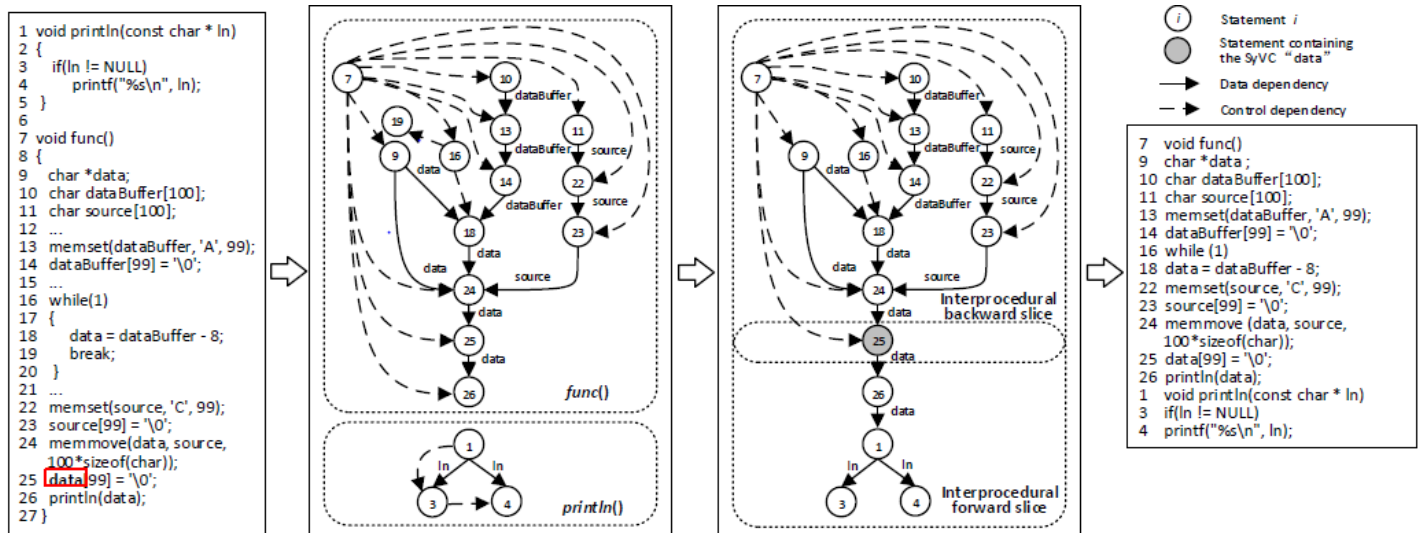 1 void println(const char * ln)
2 {
3 if(ln != NULL)
4 printf("%s\n", ln);
5 }
6
7 void func()
8 {
9 char *data;
10 char dataBuffer[100];
11 char source[100];
12 ...
13 memset(dataBuffer, 'A', 99);
14 dataBuffer[99] = '\0';
15 ...
16 while(1)
17 {
18 data = dataBuffer - 8;
19 break;
20 }
21 ...
22 memset(source, 'C', 99);
23 source[99] = '\0';
24 memmove(data, source,
100*sizeof(char));
25 data[99] = '\0';
26 println(data);
27 }
7
10
dataBuffer
19
13
11
9
16
dataBuffer
source
data
14
22
dataBuffer
source
18
23
data
data
source
24
data
25
data
26
func()
1
ln
ln
3
4
println()
7
10
dataBuffer
13
11
9
16
dataBuffer
source
data
14
22
dataBuffer
source
18
23
data
data
source
24
Interprocedural
backward slice
data
25
data
26
data
1
ln
ln
3
4
Interprocedural
forward slice
i Statement i
Statement containing
the SyVC “data”
Data dependency
Control dependency
7 void func()
9 char *data ;
10 char dataBuffer[100];
11 char source[100];
13 memset(dataBuffer, 'A', 99);
14 dataBuffer[99] = '\0';
16 while (1)
18 data = dataBuffer - 8;
22 memset(source, 'C', 99);
23 source[99] = '\0';
24 memmove (data, source,
100*sizeof(char));
25 data[99] = '\0';
26 println(data);
1 void println(const char * ln)
3 if(ln != NULL)
4 printf("%s\n", ln);